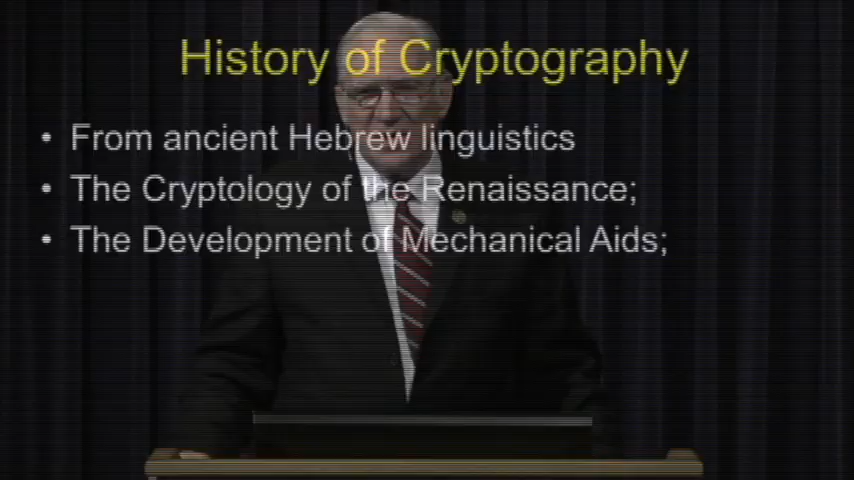 History of Cryptography
• From ancient Hebrew linguistics
• The Cryptology of the Renaissance;
• The Development of Mechanical Aids;